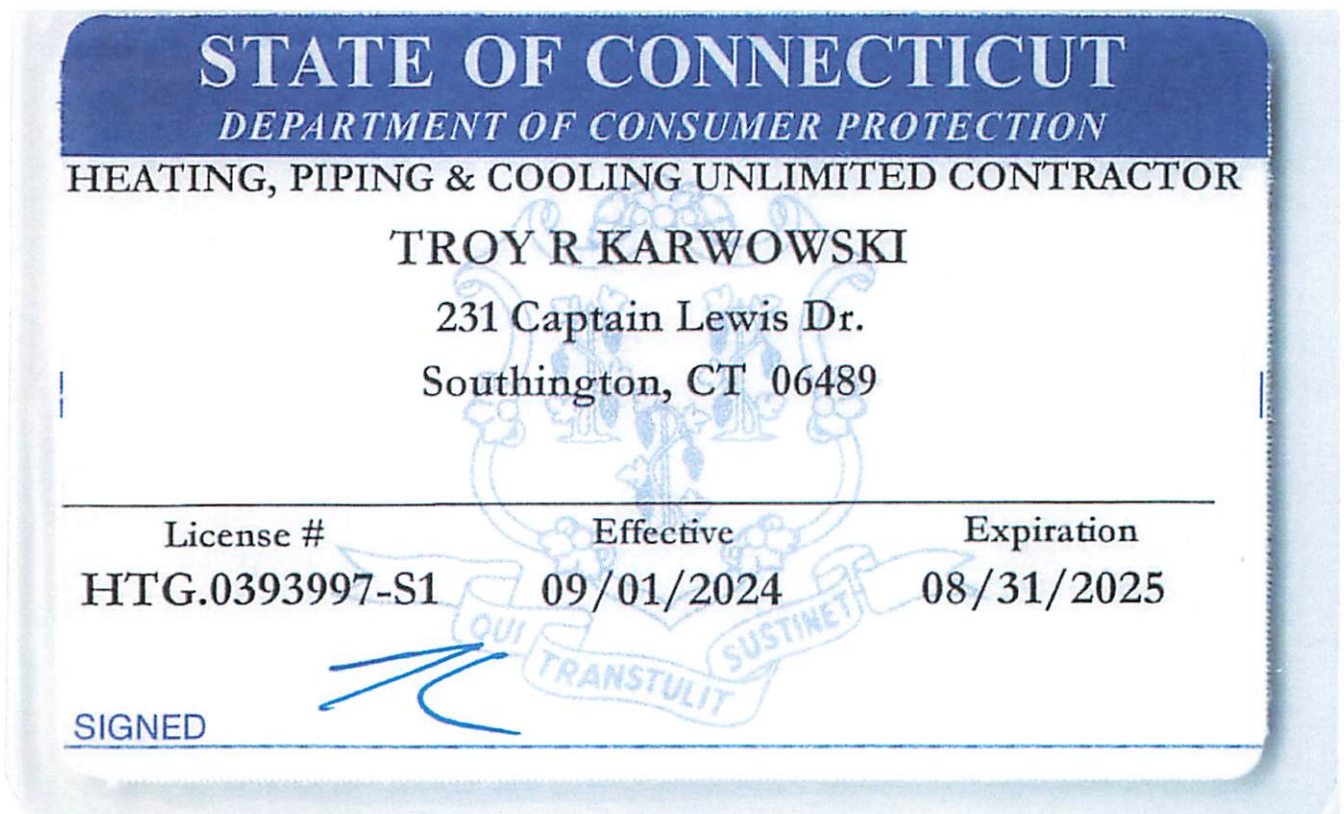 STATE OF CONNECTICUT
DEPARTMENT OF CONSUMER PROTECTION
HEATING, PIPING & COOLING UNLIMITED CONTRACTOR
TROY R KARWOWSKI
231 Captain Lewis Dr.
Southington, CT 06489
License # Effective Expiration
HTG.0393997-S1 09/01/2024 08/31/2025
QUI TRANSTULIT SUSTINET
SIGNED